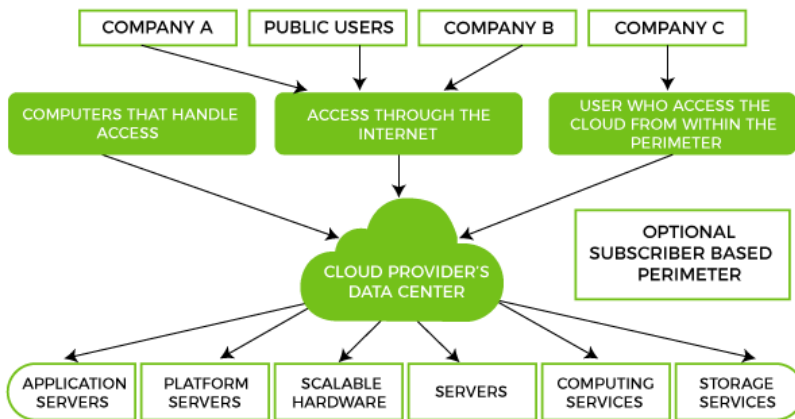 COMPANY A
PUBLIC USERS
COMPANY B
COMPANY C
COMPUTERS THAT HANDLE
ACCESS
ACCESS THROUGH THE
INTERNET
USER WHO ACCESS THE
CLOUD FROM WITHIN THE
PERIMETER
CLOUD PROVIDER'S
DATA CENTER
OPTIONAL
SUBSCRIBER BASED
PERIMETER
APPLICATION
SERVERS
PLATFORM
SERVERS
SCALABLE
HARDWARE
SERVERS
COMPUTING
SERVICES
STORAGE
SERVICES